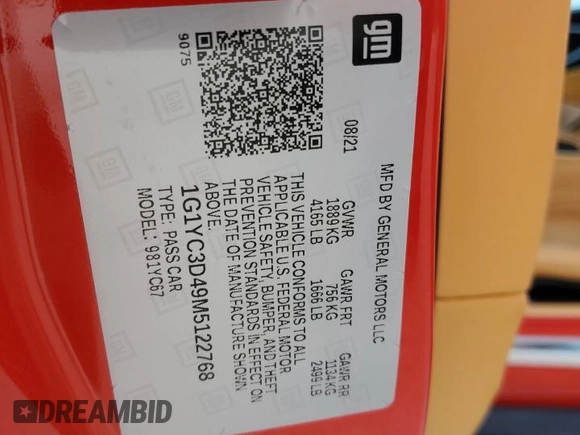 gm
9075
MFD BY GENERAL MOTORS LLC
08/21
GVWR GAWR FRT GAWR RR
1889 KG 756 KG 1134 KG
4165 LB 1666 LB 2499 LB
THIS VEHICLE CONFORMS TO ALL
APPLICABLE U.S. FEDERAL MOTOR
VEHICLE SAFETY, BUMPER, AND THEFT
PREVENTION STANDARDS IN EFFECT ON
THE DATE OF MANUFACTURE SHOWN
ABOVE.
1G1YC3D49M5122768
TYPE: PASS CAR
MODEL: 981YC67
DREAMBID